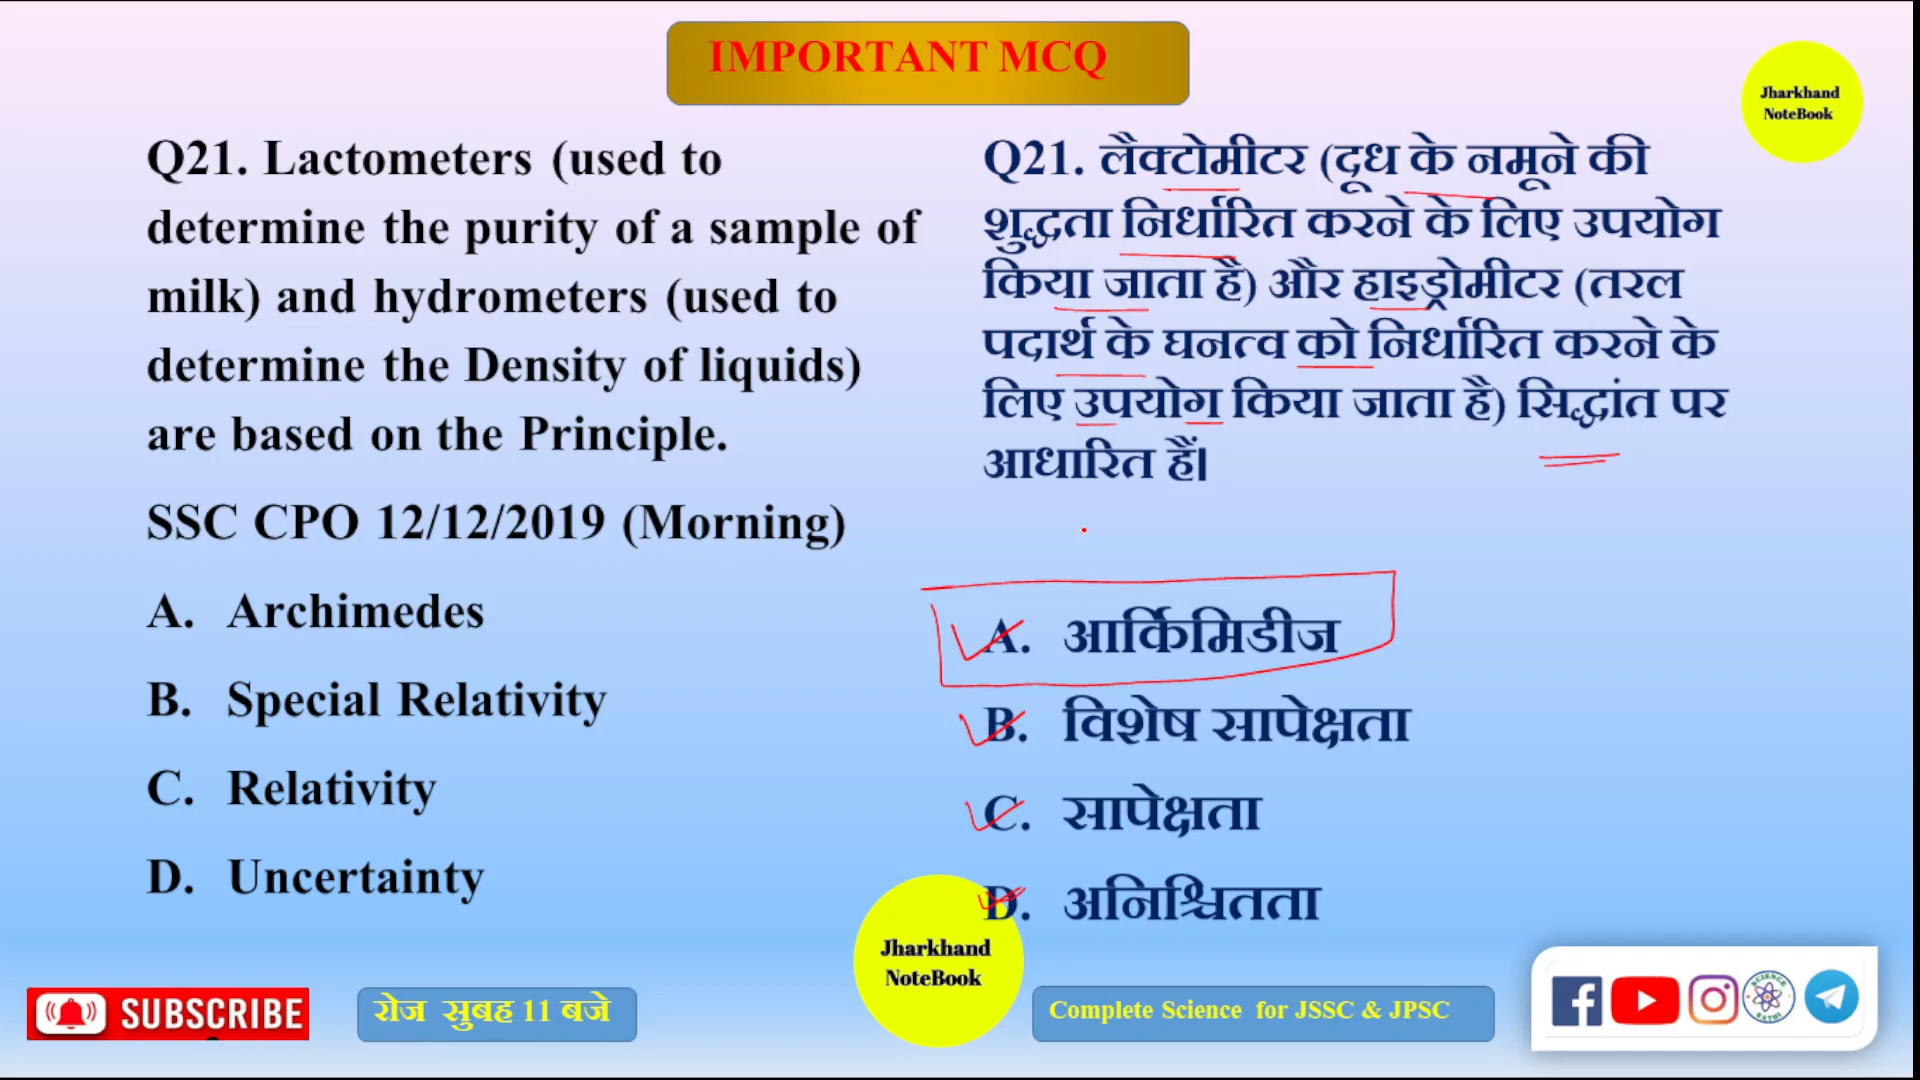 IMPORTANT MCQ
Jharkhand
NoteBook
Q21. Lactometers (used to
determine the purity of a sample of
milk) and hydrometers (used to
determine the Density of liquids)
are based on the Principle.
SSC CPO 12/12/2019 (Morning)
A. Archimedes
B. Special Relativity
C. Relativity
D. Uncertainty
Q21. लैक्टोमीटर (दूध के नमूने की
शुद्धता निर्धारित करने के लिए उपयोग
किया जाता है) और हाइड्रोमीटर (तरल
पदार्थ के घनत्व को निर्धारित करने के
लिए उपयोग किया जाता है) सिद्धांत पर
आधारित हैं।
A. आर्किमिडीज
B. विशेष सापेक्षता
C. सापेक्षता
D. अनिश्चितता
Jharkhand
NoteBook
SUBSCRIBE
रोज सुबह 11 बजे
Complete Science for JSSC & JPSC
SCIENCE